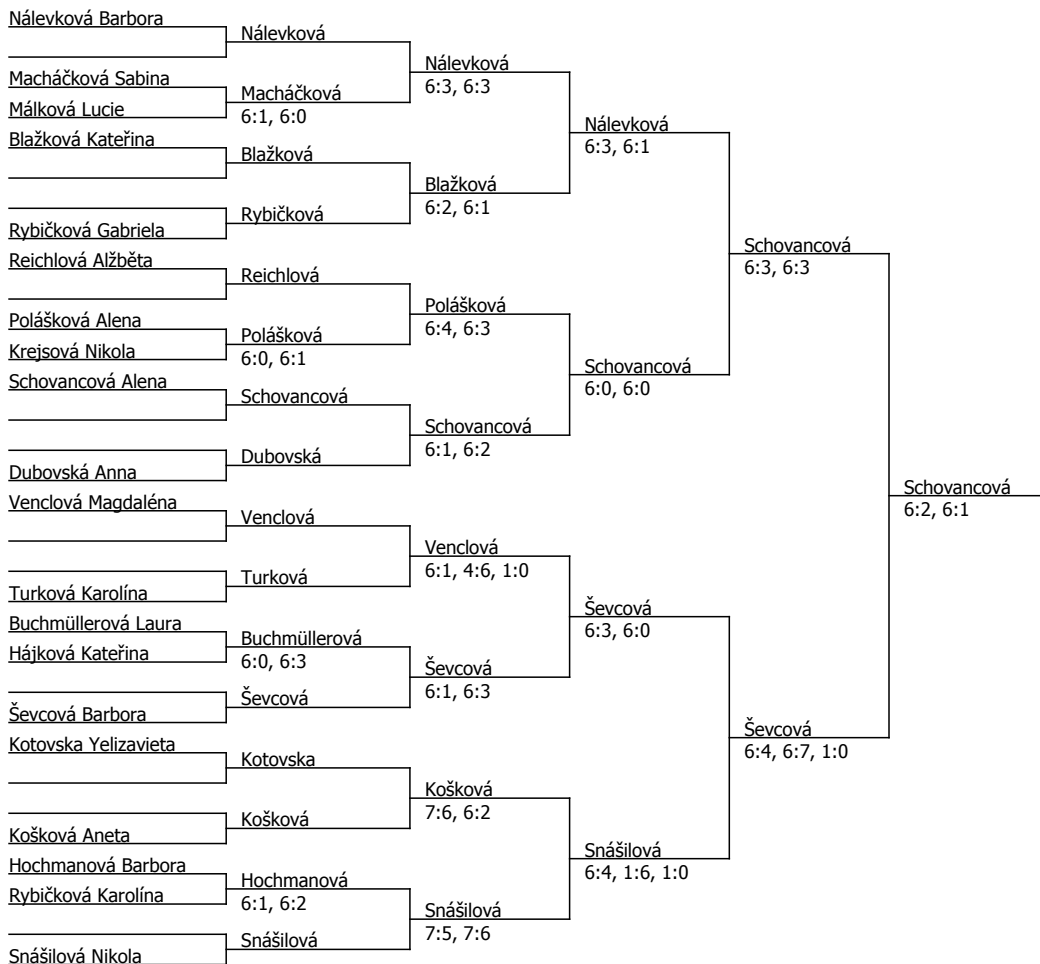 Nálevková Barbora
Macháčková Sabina
Málková Lucie
Blažková Kateřina
Rybičková Gabriela
Reichlová Alžběta
Polášková Alena
Krejsová Nikola
Schovancová Alena
Dubovská Anna
Venclová Magdaléna
Turková Karolína
Buchmüllerová Laura
Hájková Kateřina
Ševcová Barbora
Kotovska Yelizavieta
Košková Aneta
Hochmanová Barbora
Rybičková Karolína
Snášilová Nikola
Nálevková
Macháčková
6:1, 6:0
Blažková
Rybičková
Reichlová
Polášková
6:0, 6:1
Schovancová
Dubovská
Venclová
Turková
Buchmüllerová
6:0, 6:3
Ševcová
Kotovska
Košková
Hochmanová
6:1, 6:2
Snášilová
Nálevková
6:3, 6:3
Blažková
6:2, 6:1
Polášková
6:4, 6:3
Schovancová
6:1, 6:2
Venclová
6:1, 4:6, 1:0
Ševcová
6:1, 6:3
Košková
7:6, 6:2
Snášilová
7:5, 7:6
Nálevková
6:3, 6:1
Schovancová
6:0, 6:0
Ševcová
6:3, 6:0
Snášilová
6:4, 1:6, 1:0
Schovancová
6:3, 6:3
Ševcová
6:4, 6:7, 1:0
Schovancová
6:2, 6:1